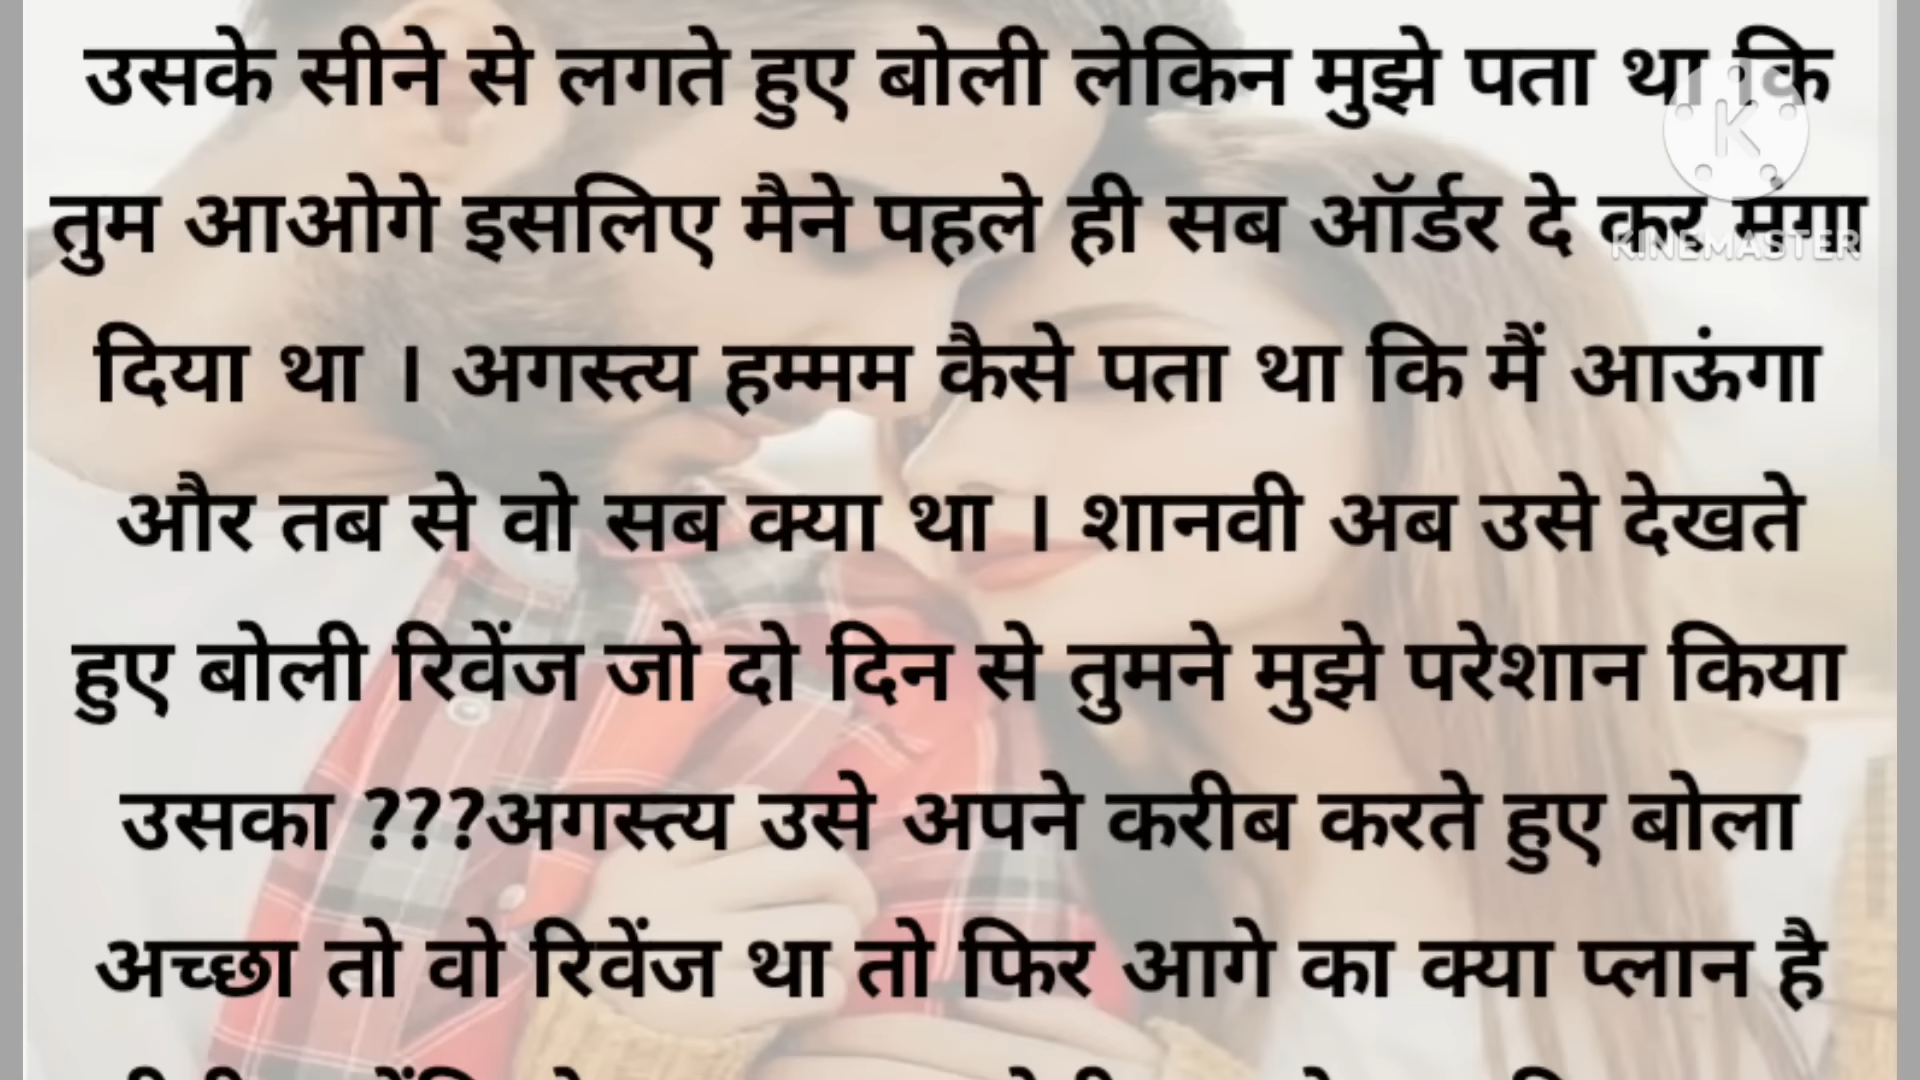 उसके सीने से लगते हुए बोली लेकिन मुझे पता था कि
तुम आओगे इसलिए मैने पहले ही सब ऑर्डर दे कर मंगा
दिया था । अगस्त्य हम्मम कैसे पता था कि मैं आऊंगा
और तब से वो सब क्या था । शानवी अब उसे देखते
हुए बोली रिवेंज जो दो दिन से तुमने मुझे परेशान किया
उसका ???अगस्त्य उसे अपने करीब करते हुए बोला
अच्छा तो वो रिवेंज था तो फिर आगे का क्या प्लान है
K
KINEMASTER